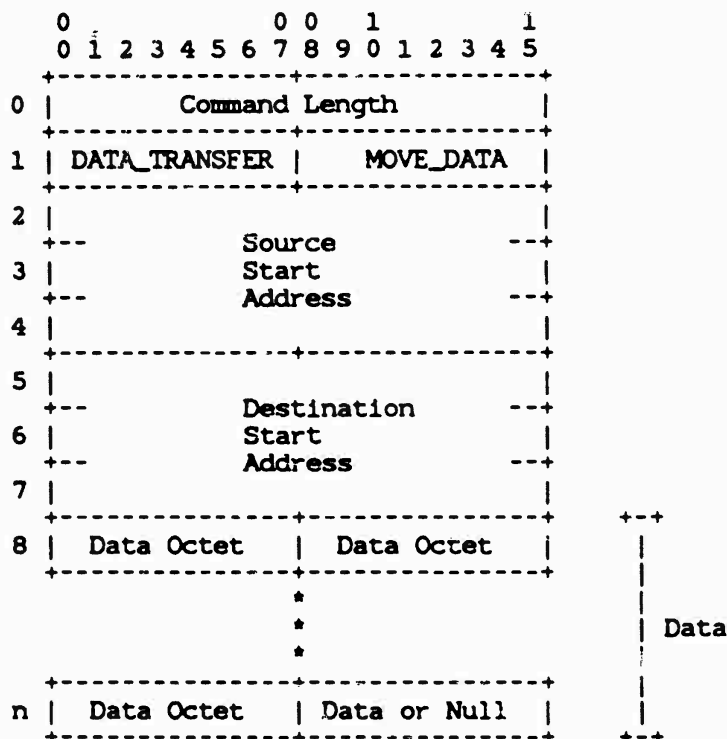 0 0 0 1 1
0 1 2 3 4 5 6 7 8 9 0 1 2 3 4 5
+---------------+---------------+
0 | Command Length |
+---------------+---------------+
1 | DATA_TRANSFER | MOVE_DATA |
+---------------+---------------+
2 | |
+-- Source --+
3 | Start |
+-- Address --+
4 | |
+---------------+---------------+
5 | |
+-- Destination --+
6 | Start |
+-- Address --+
7 | |
+---------------+---------------+ +-+
8 | Data Octet | Data Octet | |
+---------------+---------------+ |
* |
* | Data
* |
+---------------+---------------+ |
n | Data Octet | Data or Null | |
+---------------+---------------+ +-+